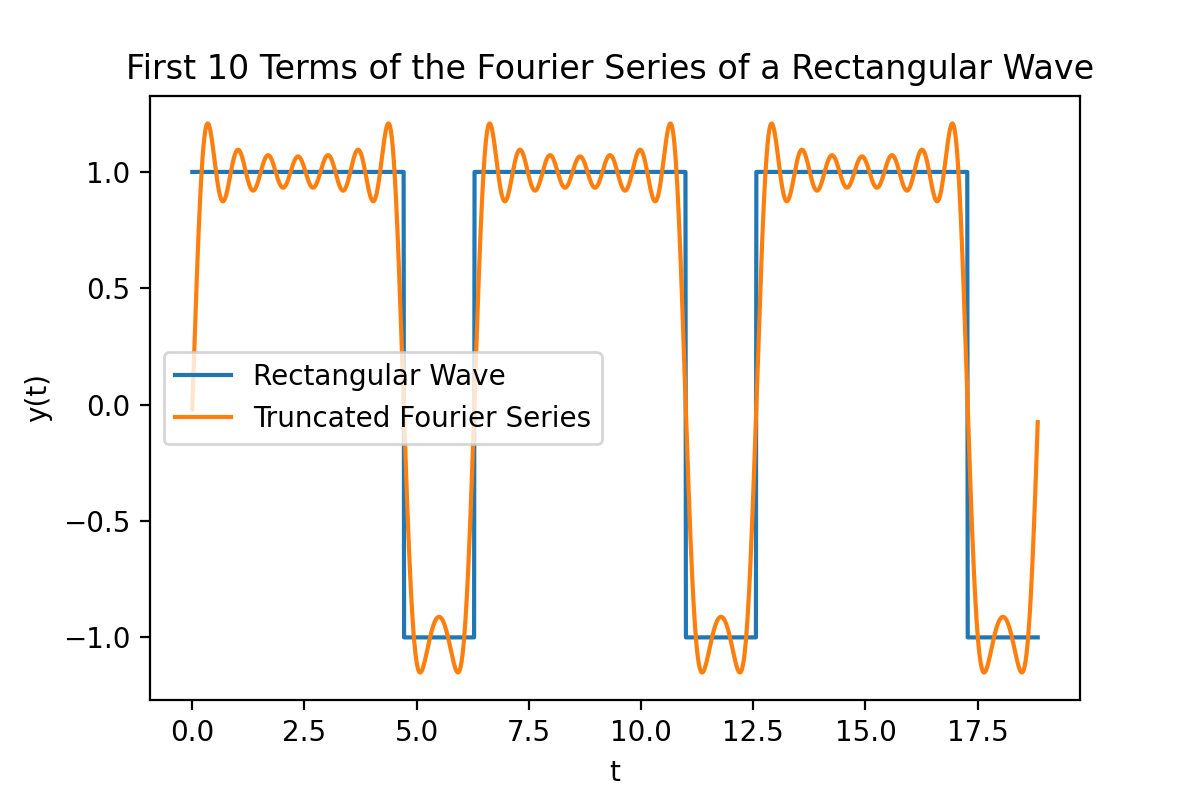 First 10 Terms of the Fourier Series of a Rectangular Wave
1.0
0.5
0.0
−0.5
−1.0
y(t)
Rectangular Wave
Truncated Fourier Series
0.0 2.5 5.0 7.5 10.0 12.5 15.0 17.5
t